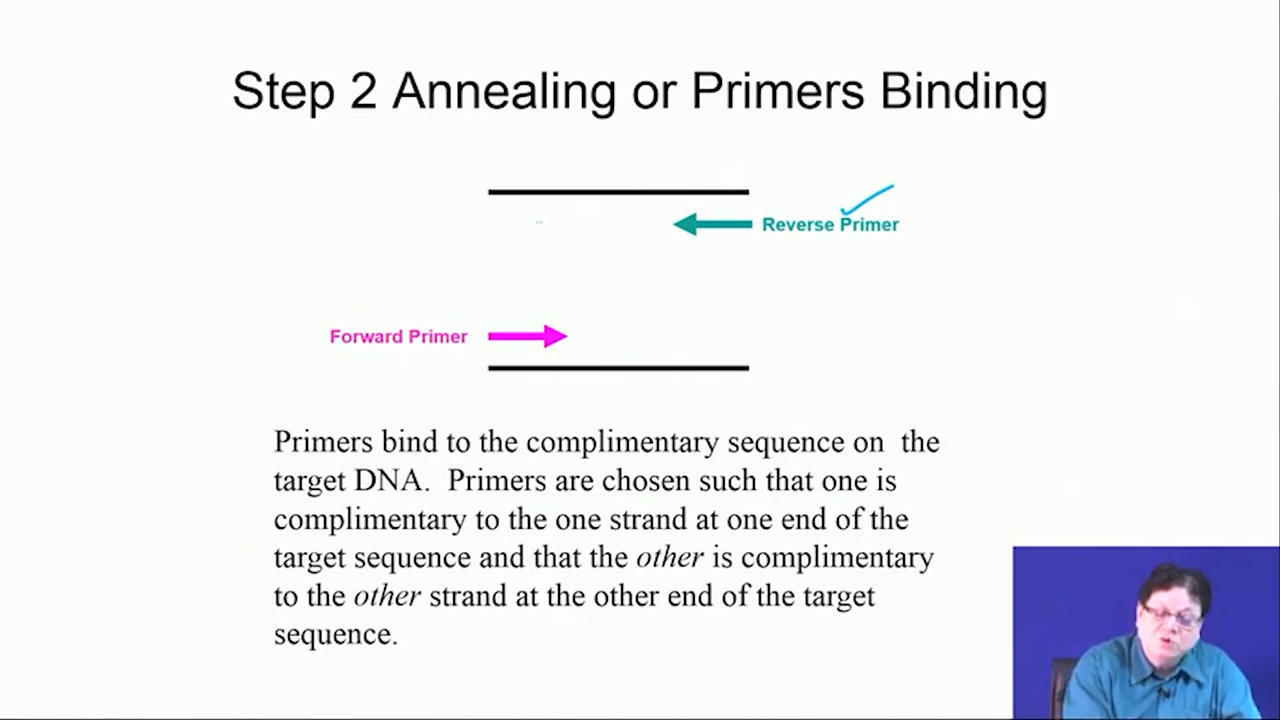 Step 2 Annealing or Primers Binding
Reverse Primer
Forward Primer
Primers bind to the complimentary sequence on the
target DNA. Primers are chosen such that one is
complimentary to the one strand at one end of the
target sequence and that the other is complimentary
to the other strand at the other end of the target
sequence.